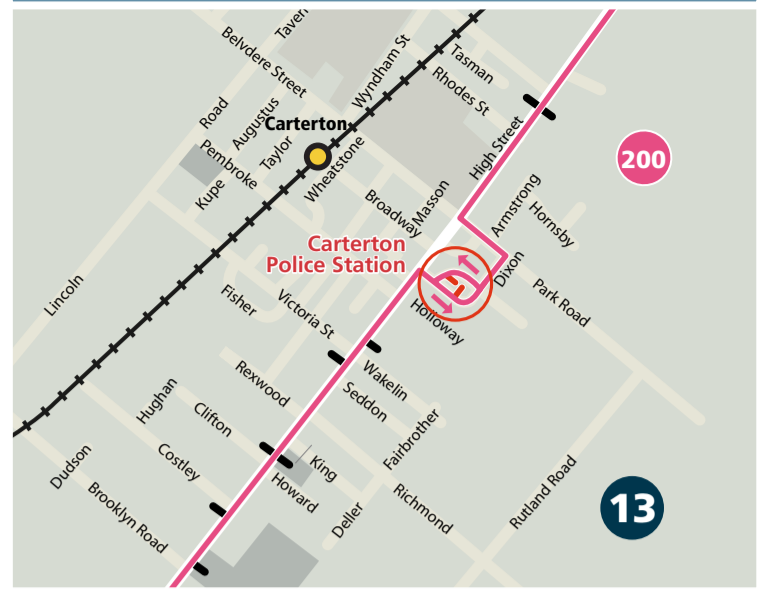 Taver
Belvdere Street
Wyndham St
Tasman
Rhodes St
Road
Augustus
Carterton
Taylor
High Street
200
Pembroke
Wheatstone
Kupe
Masson
Broadway
Armstrong
Hornsby
Carterton
Police Station
Dixon
Lincoln
Fisher
Victoria St
Holloway
Park Road
Rexwood
Wakelin
Seddon
Hughan
Clifton
Fairbrother
Costley
King
Dudson
Howard
Richmond
Rutland Road
Brooklyn Road
Deller
13